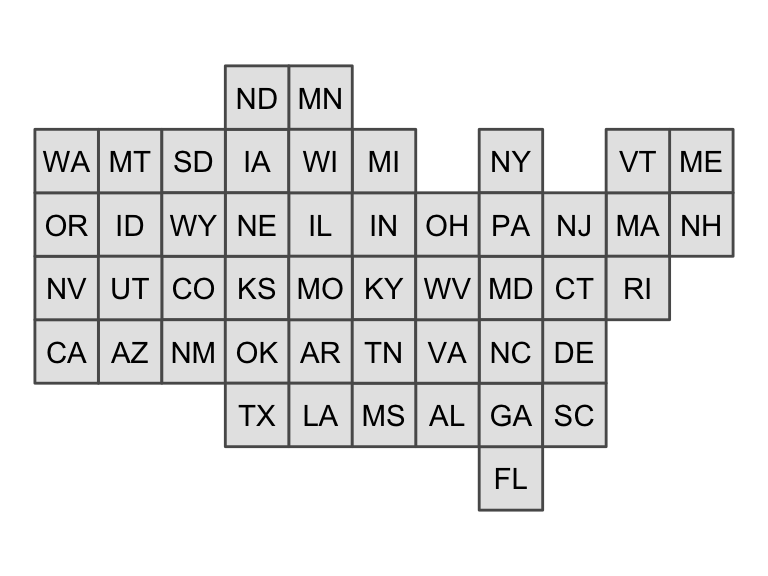 ND MN
WA MT SD IA WI MI NY VT ME
OR ID WY NE IL IN OH PA NJ MA NH
NV UT CO KS MO KY WV MD CT RI
CA AZ NM OK AR TN VA NC DE
TX LA MS AL GA SC
FL